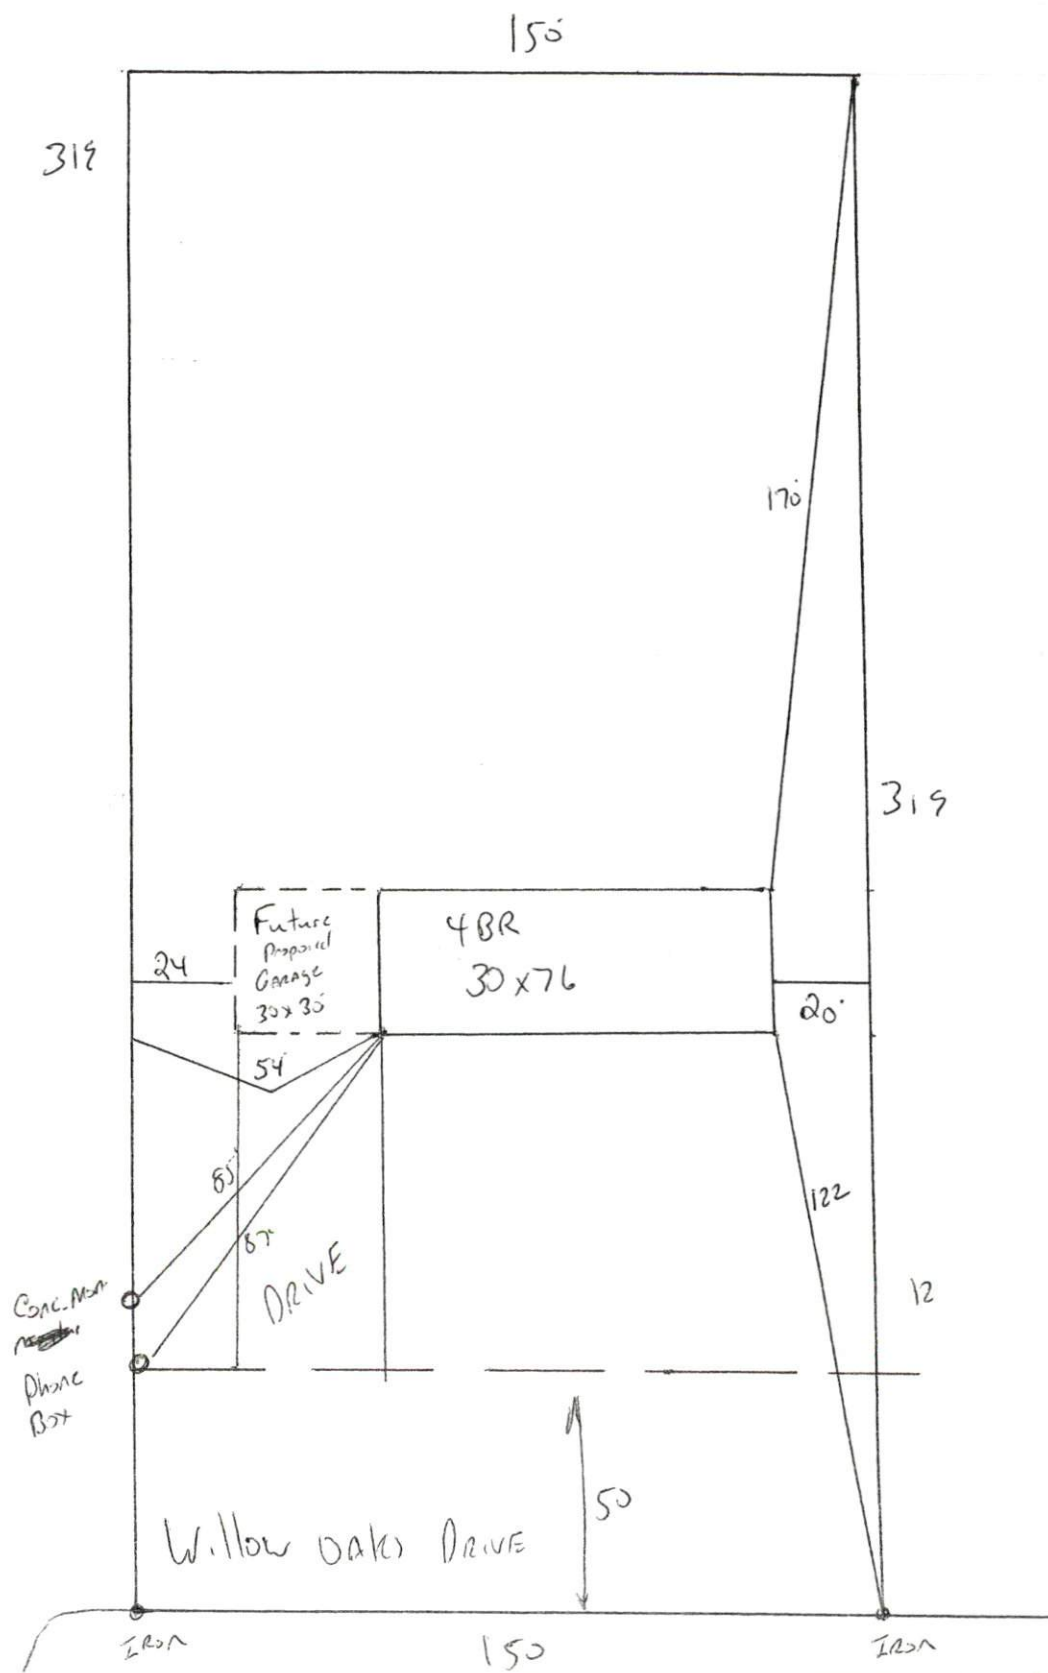 150
319
170
319
Future
Proposed
GARAGE
30x30
4BR
30x76
24
20
54
85
87
122
DRIVE
12
Conc. Mon
Phone
Box
50
Willow OAKS DRIVE
IRON
150
IRON